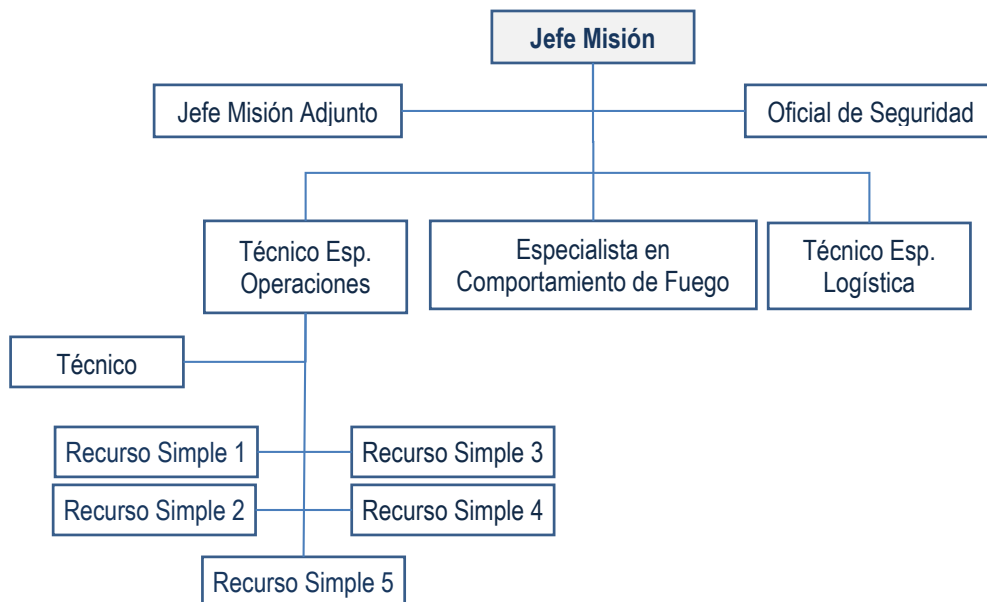 Jefe Misión
Jefe Misión Adjunto
Oficial de Seguridad
Técnico Esp.
Operaciones
Especialista en
Comportamiento de Fuego
Técnico Esp.
Logística
Técnico
Recurso Simple 1
Recurso Simple 3
Recurso Simple 2
Recurso Simple 4
Recurso Simple 5